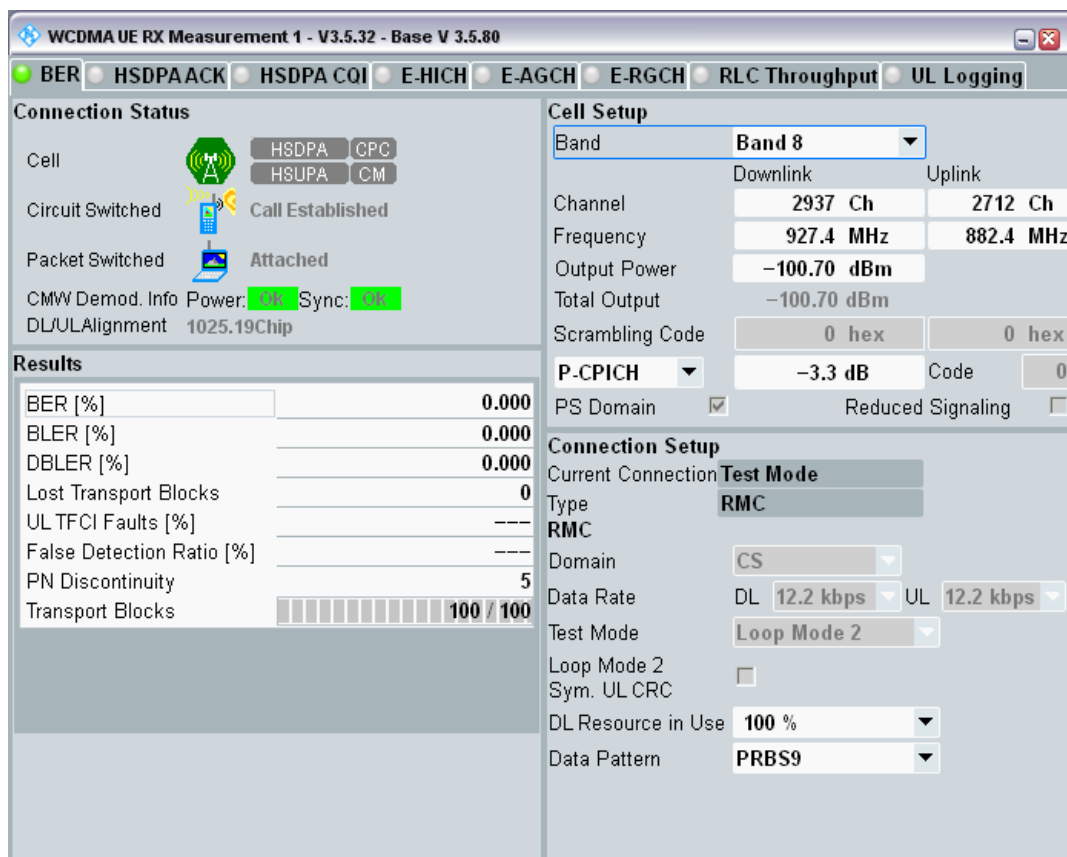 WCDMA UE RX Measurement 1 - V3.5.32 - Base V 3.5.80
BER HSDPA ACK HSDPA CQI E-HICH E-AGCH E-RGCH RLC Throughput UL Logging
Connection Status
Cell HSDPA CPC
HSUPA CM
Circuit Switched Call Established
Packet Switched Attached
CMW Demod. Info Power: Ok Sync: Ok
DL/ULAlignment 1025.19Chip
Results
BER [%] 0.000
BLER [%] 0.000
DBLER [%] 0.000
Lost Transport Blocks 0
UL TFCI Faults [%] ---
False Detection Ratio [%] ---
PN Discontinuity 5
Transport Blocks 100 / 100
Cell Setup
Band Band 8
Downlink Uplink
Channel 2937 Ch 2712 Ch
Frequency 927.4 MHz 882.4 MHz
Output Power -100.70 dBm
Total Output -100.70 dBm
Scrambling Code 0 hex 0 hex
P-CPICH -3.3 dB Code 0
PS Domain Reduced Signaling
Connection Setup
Current Connection Test Mode
Type RMC
RMC
Domain CS
Data Rate DL 12.2 kbps UL 12.2 kbps
Test Mode Loop Mode 2
Loop Mode 2
Sym. UL CRC
DL Resource in Use 100 %
Data Pattern PRBS9